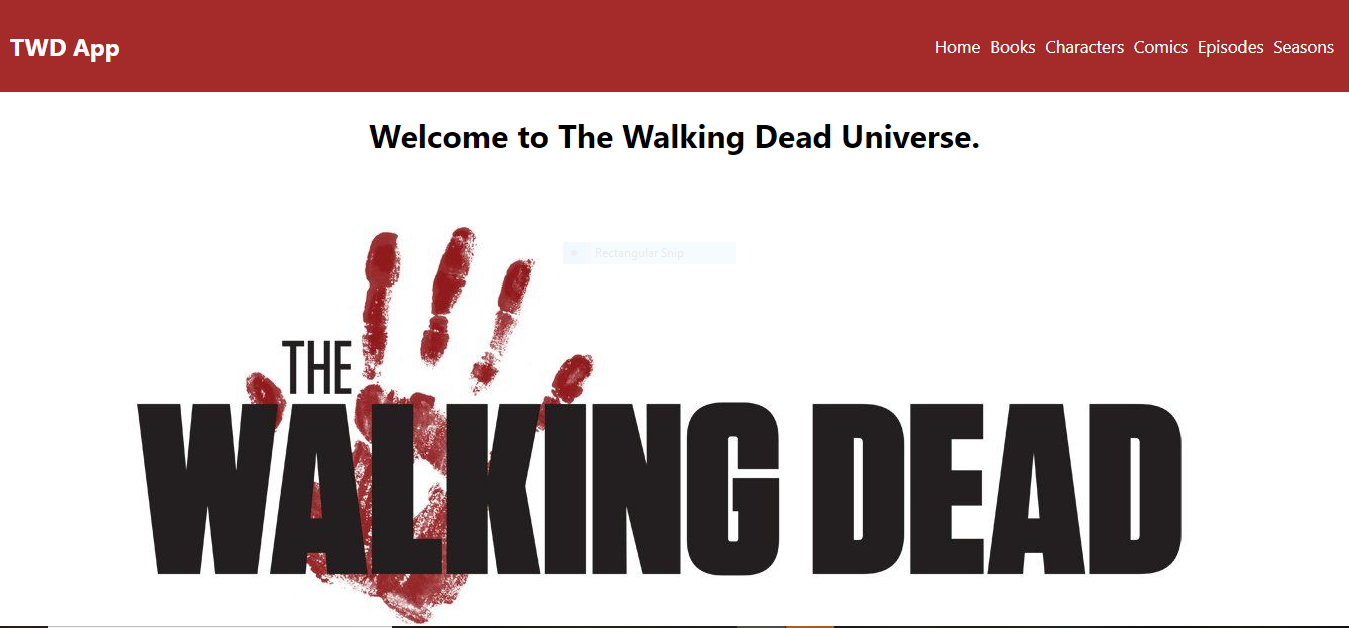 TWD App
Home Books Characters Comics Episodes Seasons
Welcome to The Walking Dead Universe.
Rectangular Snip
THE
WALKING DEAD